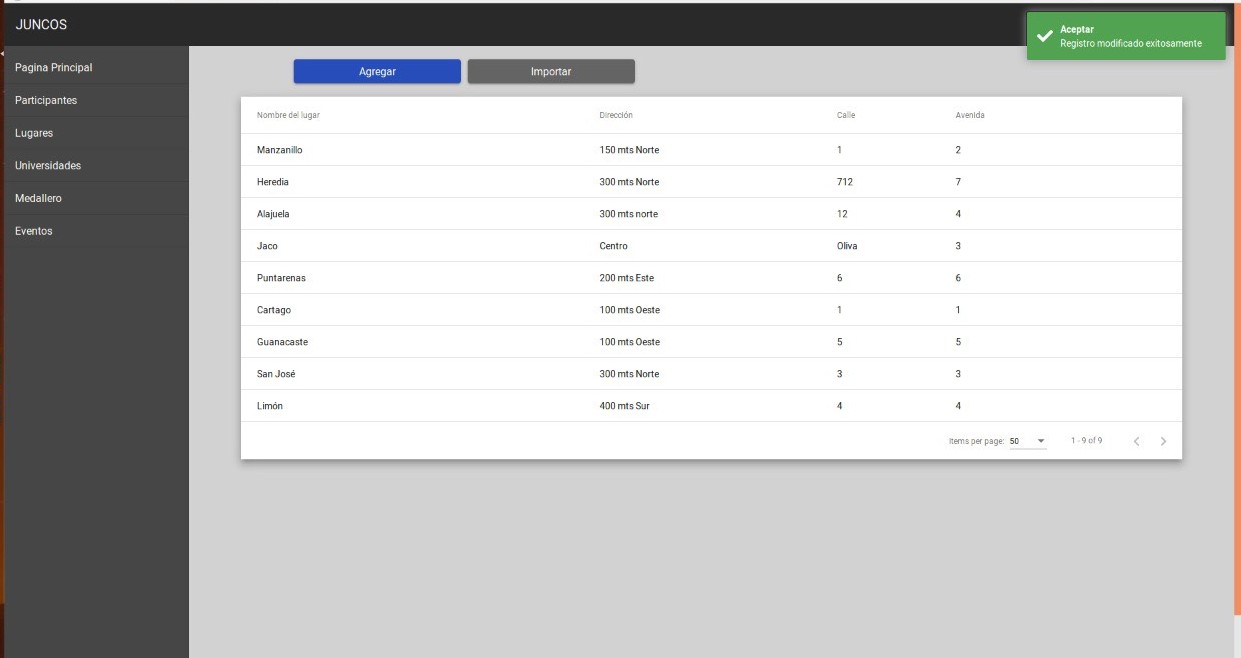 JUNCOS
Aceptar
Registro modificado exitosamente
Pagina Principal
Participantes
Lugares
Universidades
Medallero
Eventos
Agregar Importar
Nombre del lugar Dirección Calle Avenida
Manzanillo 150 mts Norte 1 2
Heredia 300 mts Norte 712 7
Alajuela 300 mts norte 12 4
Jaco Centro Oliva 3
Puntarenas 200 mts Este 6 6
Cartago 100 mts Oeste 1 1
Guanacaste 100 mts Oeste 5 5
San José 300 mts Norte 3 3
Limón 400 mts Sur 4 4
Items per page: 50 1 - 9 of 9